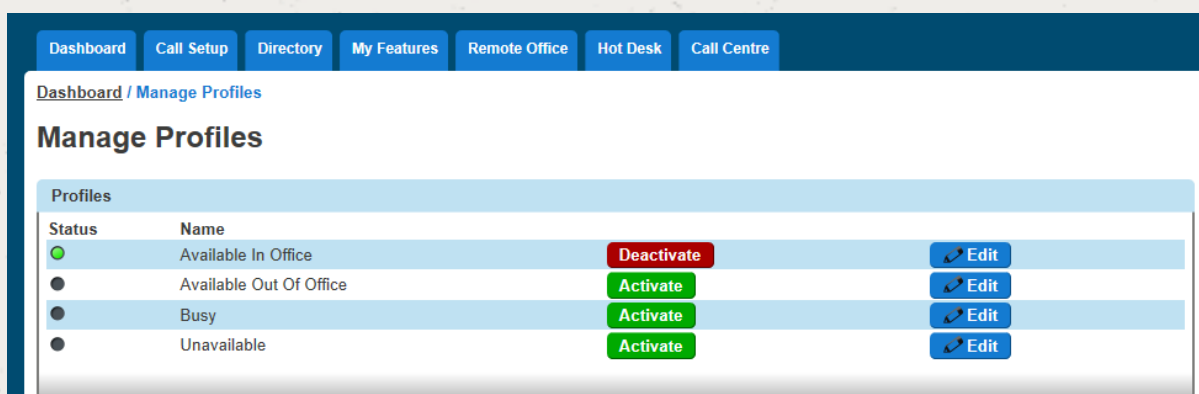 Dashboard Call Setup Directory My Features Remote Office Hot Desk Call Centre
Dashboard / Manage Profiles
Manage Profiles
Profiles
Status Name
Available In Office Deactivate Edit
Available Out Of Office Activate Edit
Busy Activate Edit
Unavailable Activate Edit